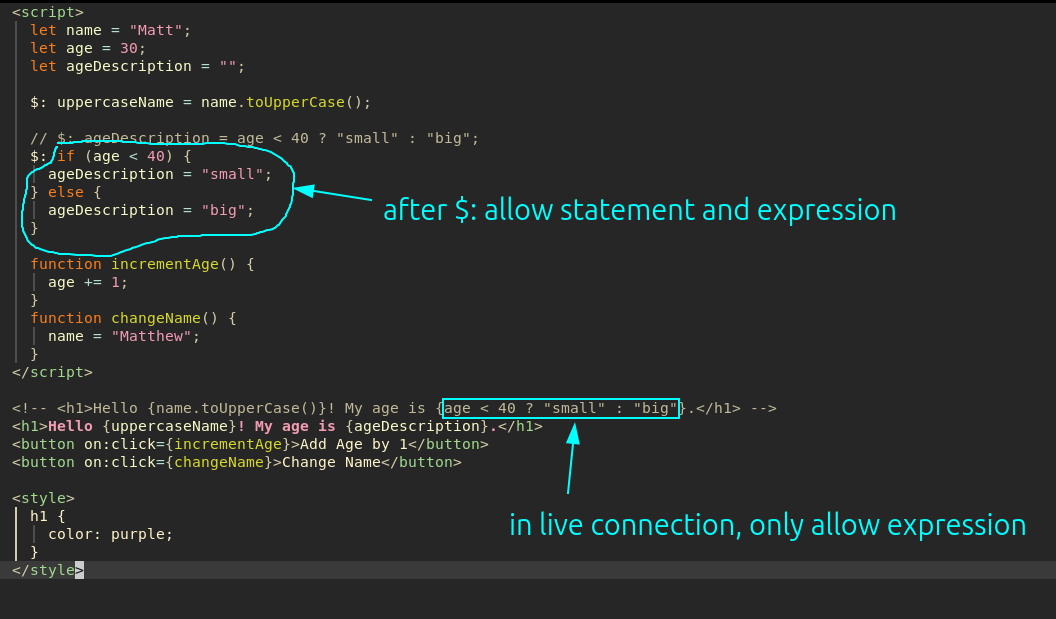 <script>
let name = "Matt";
let age = 30;
let ageDescription = "";
$: uppercaseName = name.toUpperCase();
// $: ageDescription = age < 40 ? "small" : "big";
$: if (age < 40) {
ageDescription = "small";
} else {
ageDescription = "big";
}
after $: allow statement and expression
function incrementAge() {
age += 1;
}
function changeName() {
name = "Matthew";
}
</script>
<!-- <h1>Hello {name.toUpperCase()}! My age is {age < 40 ? "small" : "big"}.</h1> -->
<h1>Hello {uppercaseName}! My age is {ageDescription}.</h1>
<button on:click={incrementAge}>Add Age by 1</button>
<button on:click={changeName}>Change Name</button>
<style>
h1 {
in live connection, only allow expression
color: purple;
}
</style>